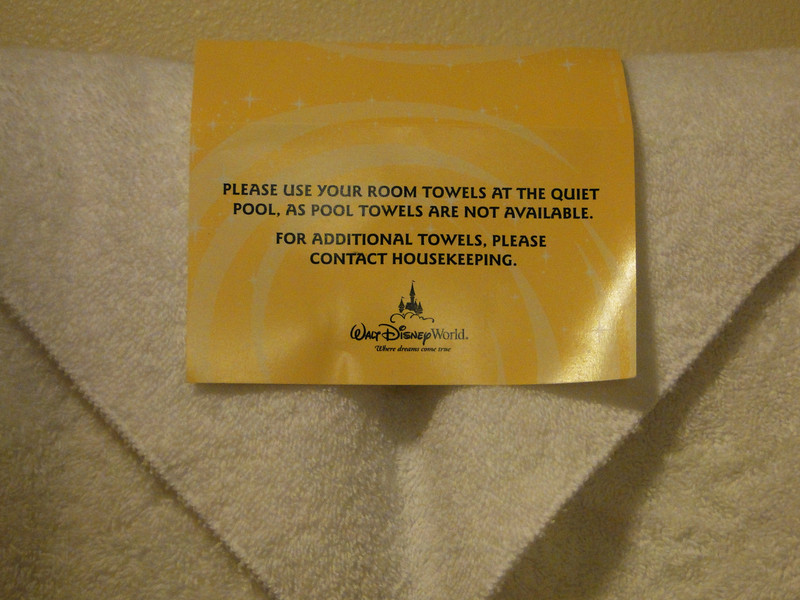 PLEASE USE YOUR ROOM TOWELS AT THE QUIET
POOL, AS POOL TOWELS ARE NOT AVAILABLE.
FOR ADDITIONAL TOWELS, PLEASE
CONTACT HOUSEKEEPING.
WALT DISNEY World.
Where dreams come true